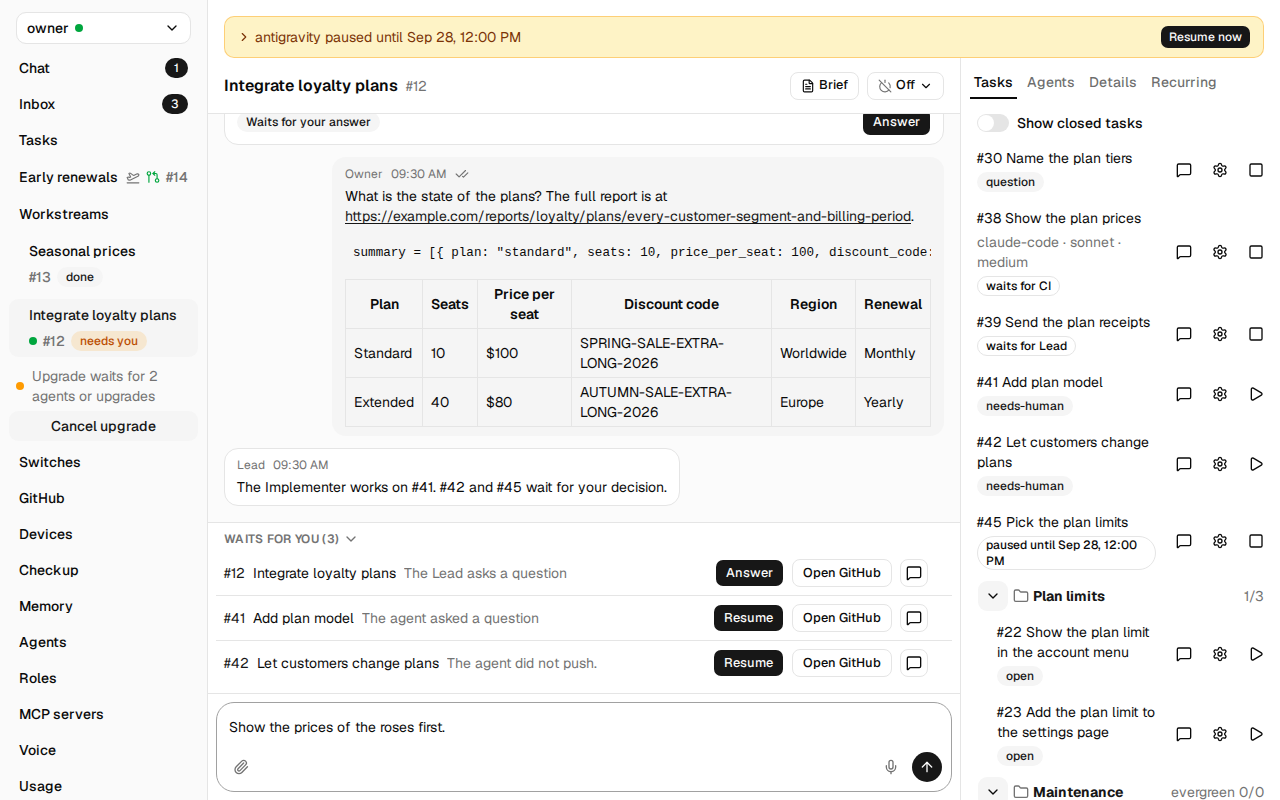 owner
Chat 1
Inbox 3
Tasks
Early renewals #14
Workstreams
Seasonal prices
#13 done
Integrate loyalty plans
#12 needs you
Upgrade waits for 2
agents or upgrades
Cancel upgrade
Switches
GitHub
Devices
Checkup
Memory
Agents
Roles
MCP servers
Voice
Usage
antigravity paused until Sep 28, 12:00 PM
Resume now
Integrate loyalty plans #12
Brief
Off
Waits for your answer
Answer
Owner 09:30 AM
What is the state of the plans? The full report is at
https://example.com/reports/loyalty/plans/every-customer-segment-and-billing-period.
summary = [{ plan: "standard", seats: 10, price_per_seat: 100, discount_code:
Plan Seats Price per seat Discount code Region Renewal
Standard 10 $100 SPRING-SALE-EXTRA-LONG-2026 Worldwide Monthly
Extended 40 $80 AUTUMN-SALE-EXTRA-LONG-2026 Europe Yearly
Lead 09:30 AM
The Implementer works on #41. #42 and #45 wait for your decision.
WAITS FOR YOU (3)
#12 Integrate loyalty plans The Lead asks a question Answer Open GitHub
#41 Add plan model The agent asked a question Resume Open GitHub
#42 Let customers change plans The agent did not push. Resume Open GitHub
Show the prices of the roses first.
Tasks Agents Details Recurring
Show closed tasks
#30 Name the plan tiers
question
#38 Show the plan prices
claude-code · sonnet ·
medium
waits for CI
#39 Send the plan receipts
waits for Lead
#41 Add plan model
needs-human
#42 Let customers change
plans
needs-human
#45 Pick the plan limits
paused until Sep 28, 12:00
PM
Plan limits 1/3
#22 Show the plan limit
in the account menu
open
#23 Add the plan limit to
the settings page
open
Maintenance evergreen 0/0